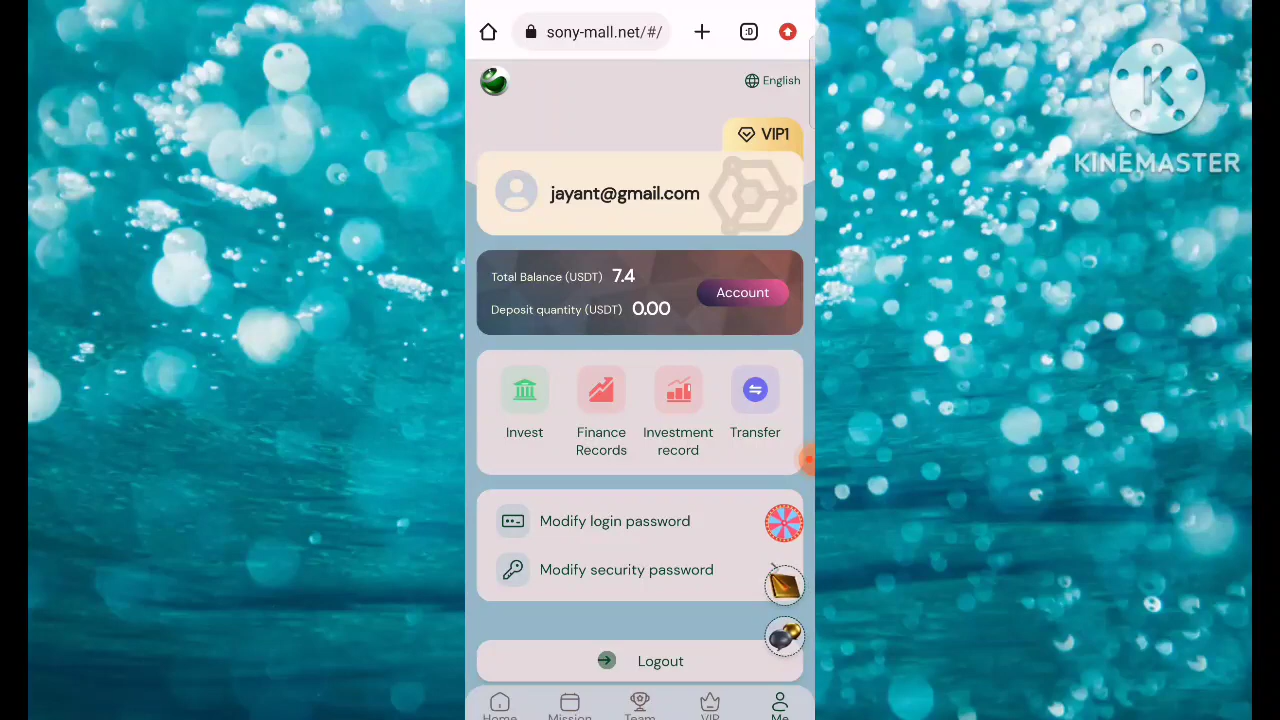 sony-mall.net/#/
:D
English
VIP1
jayant@gmail.com
Total Balance (USDT) 7.4
Deposit quantity (USDT) 0.00
Account
Invest
Finance Records
Investment record
Transfer
Modify login password
Modify security password
Logout
Home
Mission
Team
VIP
Me
K
KINEMASTER